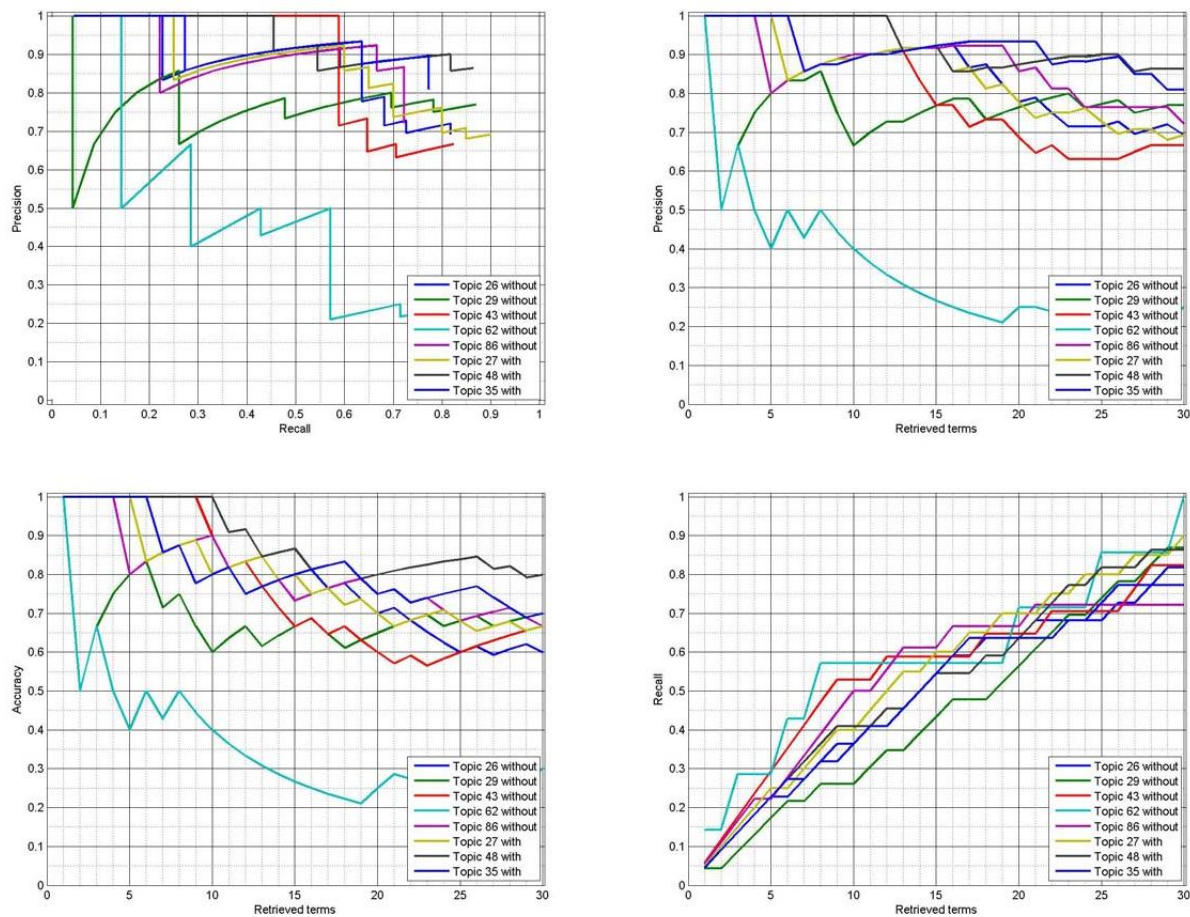 1
0.9
0.8
0.7
0.6
0.5
0.4
0.3
0.2
0.1
0
Precision
0 0.1 0.2 0.3 0.4 0.5 0.6 0.7 0.8 0.9 1
Recall
Topic 26 without
Topic 29 without
Topic 43 without
Topic 62 without
Topic 86 without
Topic 27 with
Topic 48 with
Topic 35 with
1
0.9
0.8
0.7
0.6
0.5
0.4
0.3
0.2
0.1
0
Precision
0 5 10 15 20 25 30
Retrieved terms
Topic 26 without
Topic 29 without
Topic 43 without
Topic 62 without
Topic 86 without
Topic 27 with
Topic 48 with
Topic 35 with
1
0.9
0.8
0.7
0.6
0.5
0.4
0.3
0.2
0.1
0
Accuracy
0 5 10 15 20 25 30
Retrieved terms
Topic 26 without
Topic 29 without
Topic 43 without
Topic 62 without
Topic 86 without
Topic 27 with
Topic 48 with
Topic 35 with
1
0.9
0.8
0.7
0.6
0.5
0.4
0.3
0.2
0.1
0
Recall
0 5 10 15 20 25 30
Retrieved terms
Topic 26 without
Topic 29 without
Topic 43 without
Topic 62 without
Topic 86 without
Topic 27 with
Topic 48 with
Topic 35 with